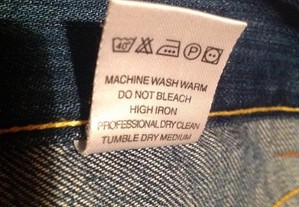 40
P
MACHINE WASH WARM
DO NOT BLEACH
HIGH IRON
PROFESSIONAL DRY CLEAN
TUMBLE DRY MEDIUM